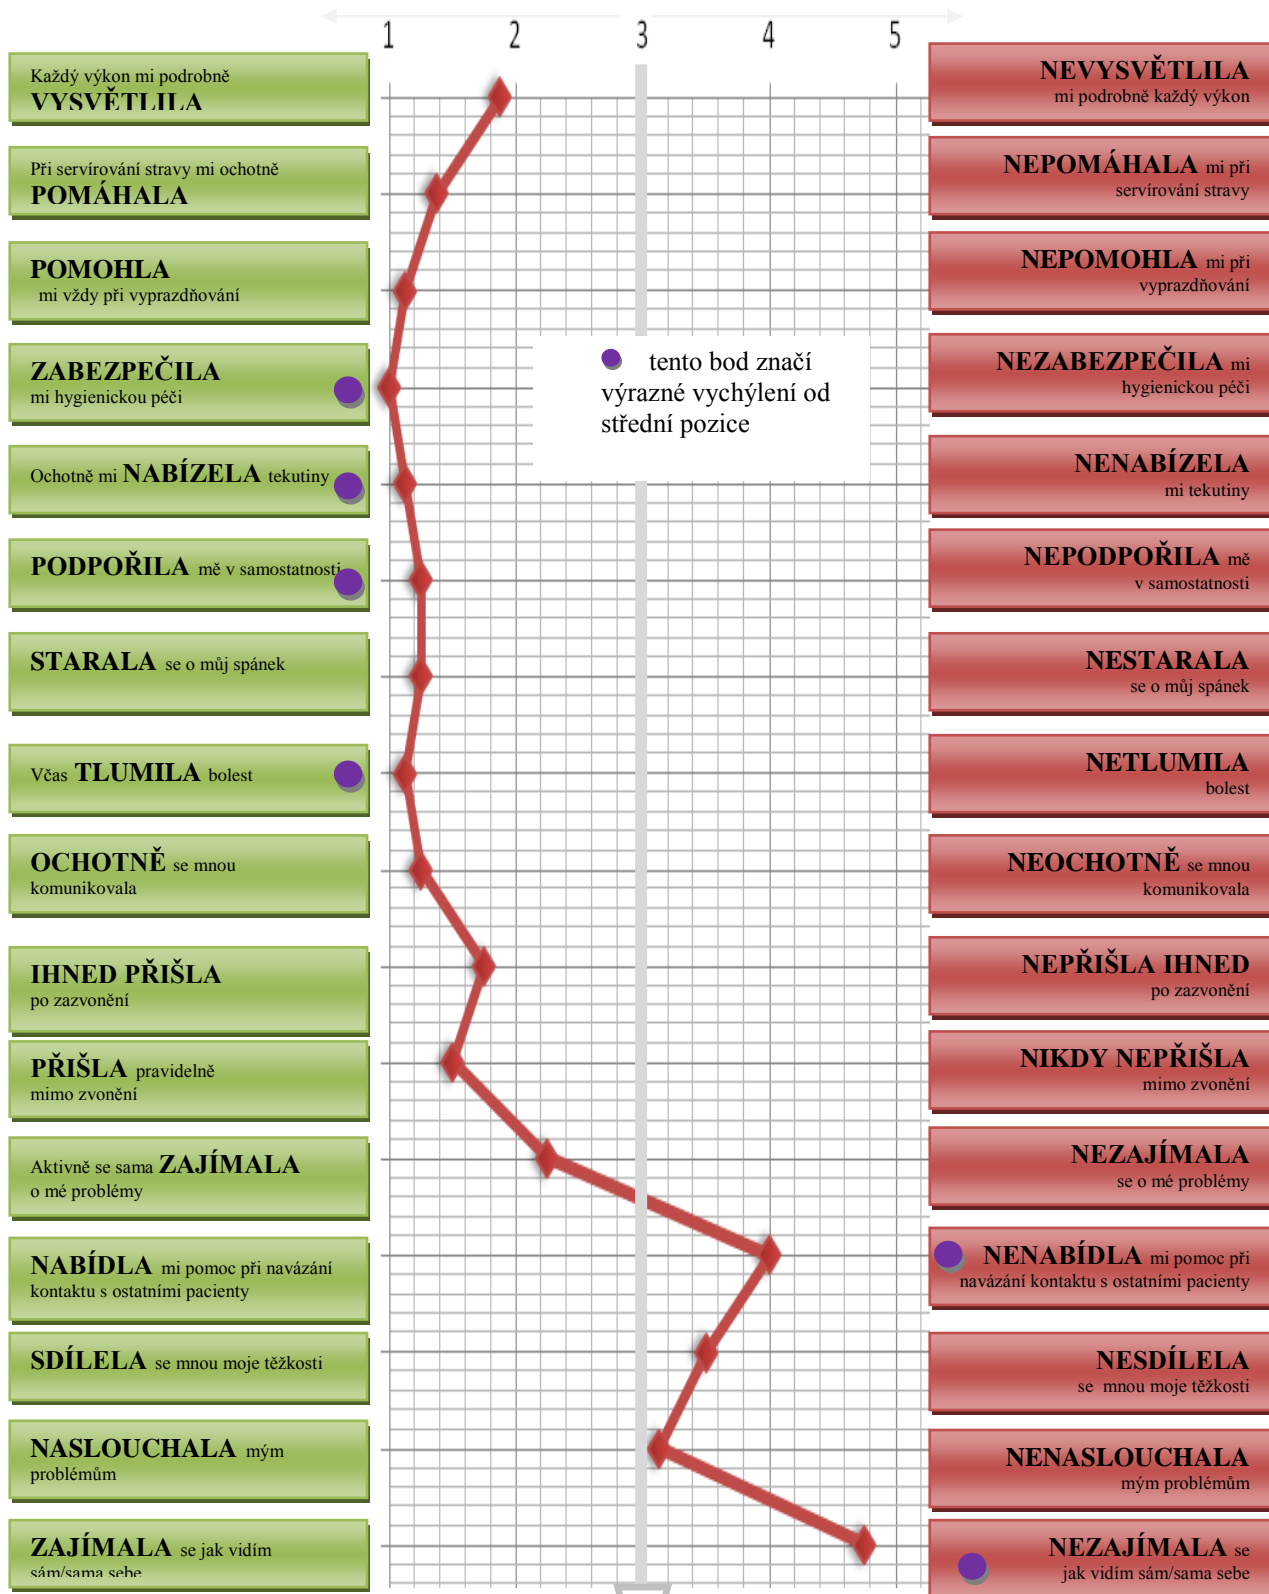 1 2 3 4 5
Každý výkon mi podrobně
VYSVĚTLILA
NEVYSVĚTLILA
mi podrobně každý výkon
Při servírování stravy mi ochotně
POMÁHALA
NEPOMÁHALA mi při
servírování stravy
POMOHLA
mi vždy při vyprazdňování
NEPOMOHLA mi při
vyprazdňování
ZABEZPEČILA
mi hygienickou péči
tento bod značí
výrazné vychýlení od
střední pozice
NEZABEZPEČILA mi
hygienickou péči
Ochotně mi NABÍZELA tekutiny
NENABÍZELA
mi tekutiny
PODPOŘILA mě v samostatnosti
NEPODPOŘILA mě
v samostatnosti
STARALA se o můj spánek
NESTARALA
se o můj spánek
Včas TLUMILA bolest
NETLUMILA
bolest
OCHOTNĚ se mnou
komunikovala
NEOCHOTNĚ se mnou
komunikovala
IHNED PŘIŠLA
po zazvonění
NEPŘIŠLA IHNED
po zazvonění
PŘIŠLA pravidelně
mimo zvonění
NIKDY NEPŘIŠLA
mimo zvonění
Aktivně se sama ZAJÍMALA
o mé problémy
NEZAJÍMALA
se o mé problémy
NABÍDLA mi pomoc při navázání
kontaktu s ostatními pacienty
NENABÍDLA mi pomoc při
navázání kontaktu s ostatními pacienty
SDÍLELA se mnou moje těžkosti
NESDÍLELA
se mnou moje těžkosti
NASLOUCHALA mým
problémům
NENASLOUCHALA
mým problémům
ZAJÍMALA se jak vidím
sám/sama sebe
NEZAJÍMALA se
jak vidím sám/sama sebe